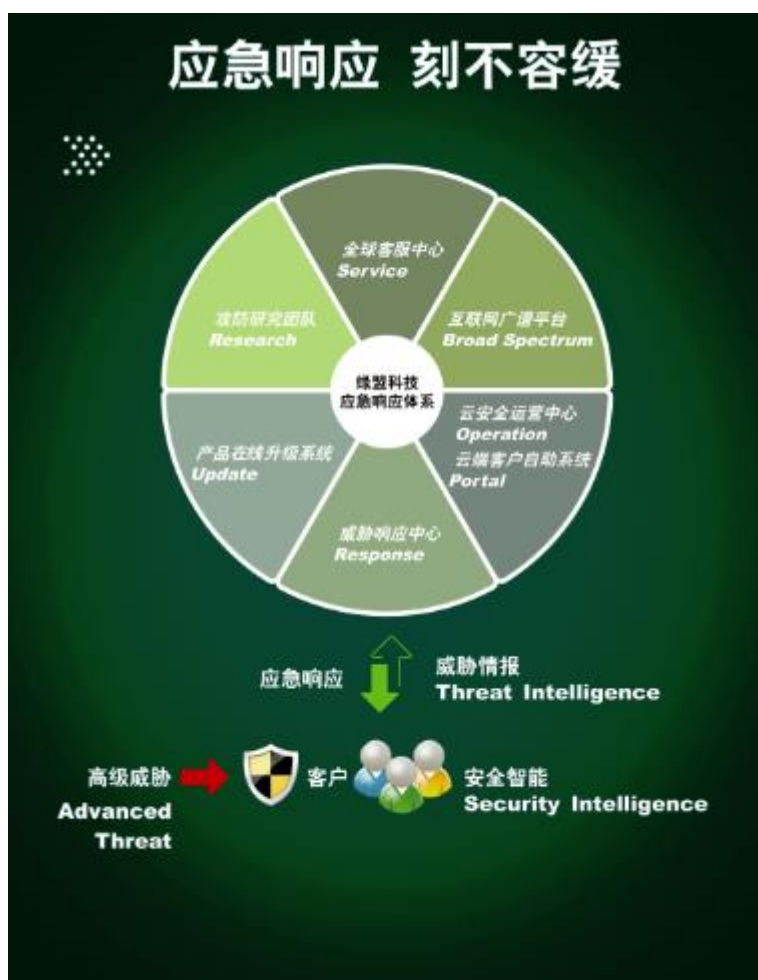 应急响应 刻不容缓
全球客服中心
Service
攻防研究团队
Research
互联网广谱平台
Broad Spectrum
绿盟科技
应急响应体系
产品在线升级系统
Update
云安全运营中心
Operation
云端客户自助系统
Portal
威胁响应中心
Response
应急响应
威胁情报
Threat Intelligence
高级威胁
Advanced
Threat
客户
安全智能
Security Intelligence